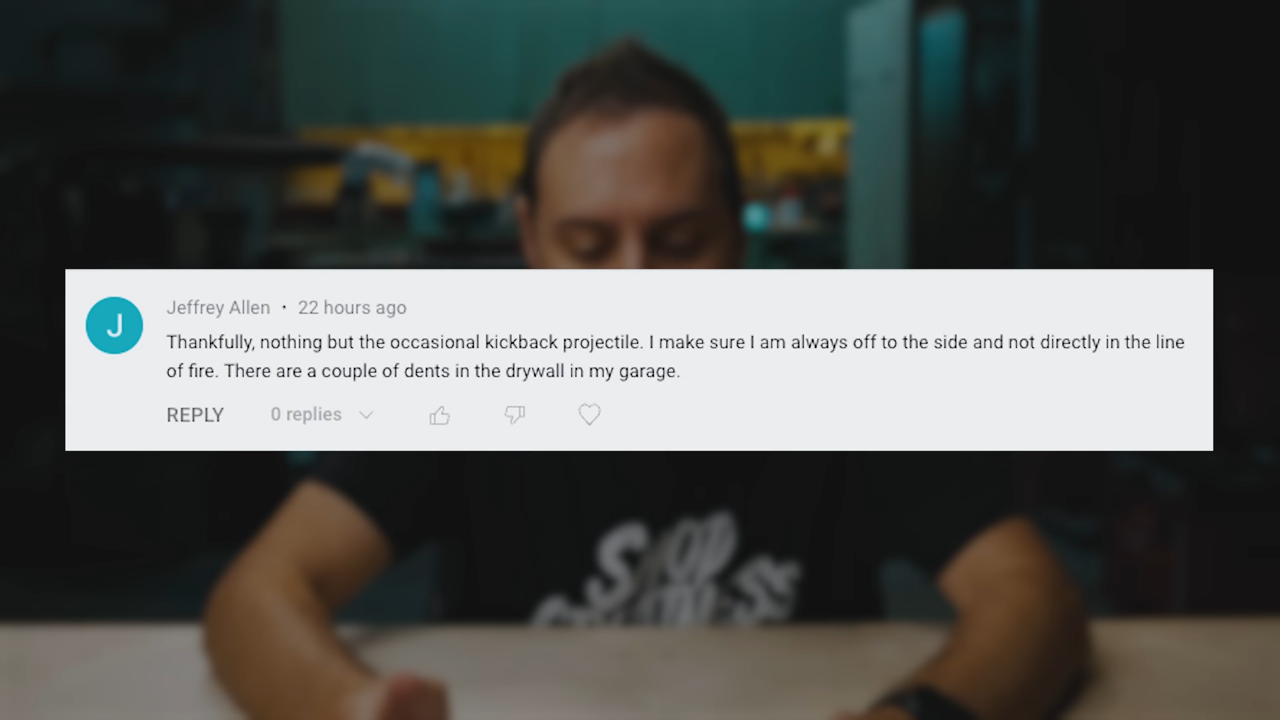 J
Jeffrey Allen · 22 hours ago
Thankfully, nothing but the occasional kickback projectile. I make sure I am always off to the side and not directly in the line
of fire. There are a couple of dents in the drywall in my garage.
REPLY 0 replies